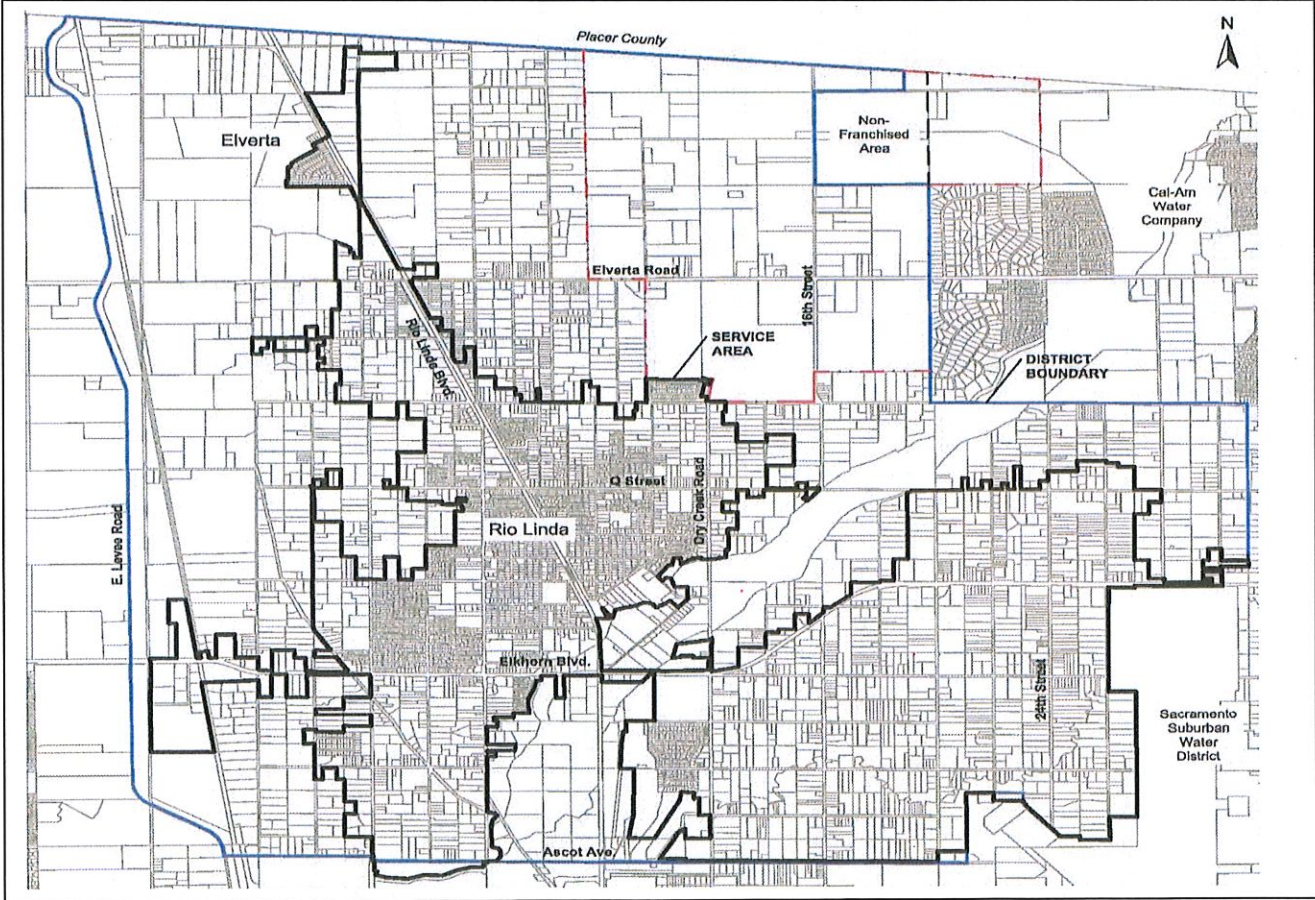 Placer County
N
Elverta
Non-
Franchised
Area
Cal-Am
Water
Company
Elverta Road
16th Street
Rio Linda Blvd.
SERVICE
AREA
DISTRICT
BOUNDARY
Q Street
Dry Creek Road
Rio Linda
E. Levee Road
Elkhorn Blvd.
24th Street
Sacramento
Suburban
Water
District
Ascot Ave.